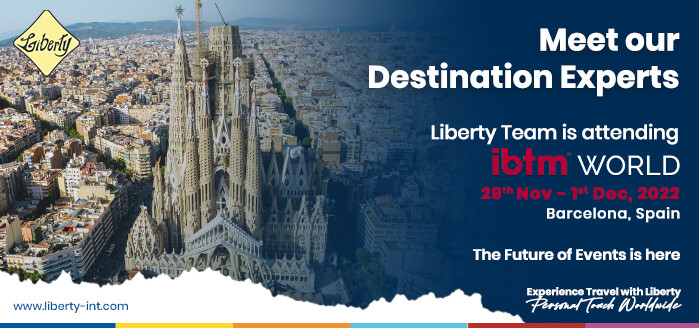 Liberty
Meet our
Destination Experts
Liberty Team is attending
ibtm® WORLD
29th Nov - 1st Dec, 2022
Barcelona, Spain
The Future of Events is here
Experience Travel with Liberty
Personal Touch Worldwide
www.liberty-int.com